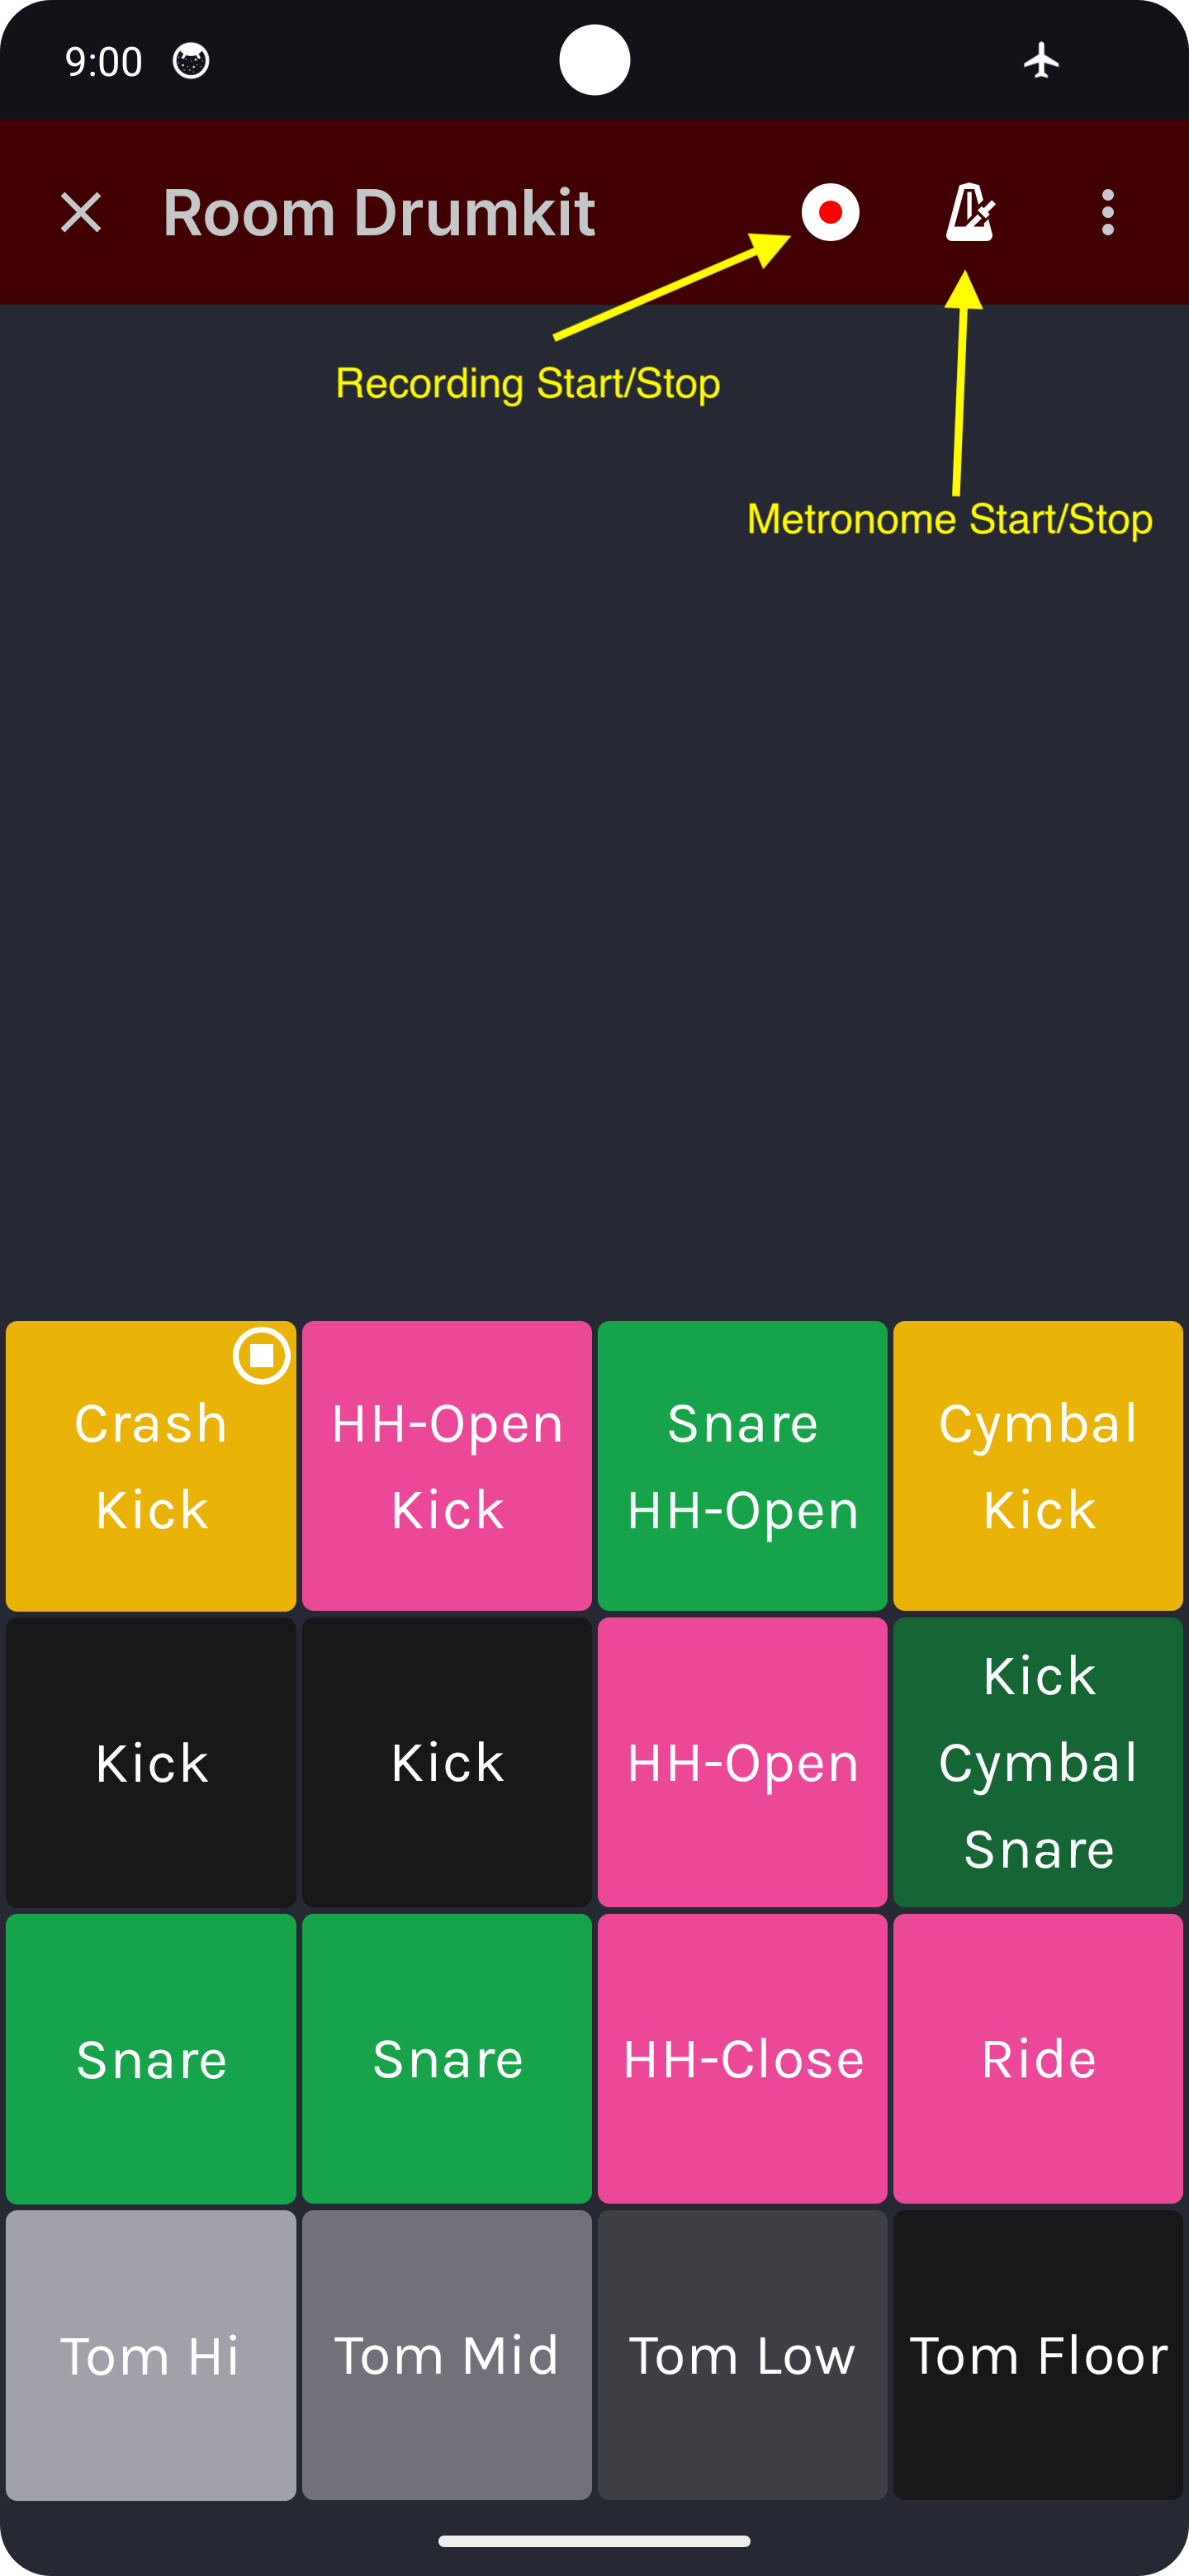 9:00
Room Drumkit
Recording Start/Stop
Metronome Start/Stop
Crash
Kick
HH-Open
Kick
Snare
HH-Open
Cymbal
Kick
Kick
Kick
HH-Open
Kick
Cymbal
Snare
Snare
Snare
HH-Close
Ride
Tom Hi
Tom Mid
Tom Low
Tom Floor